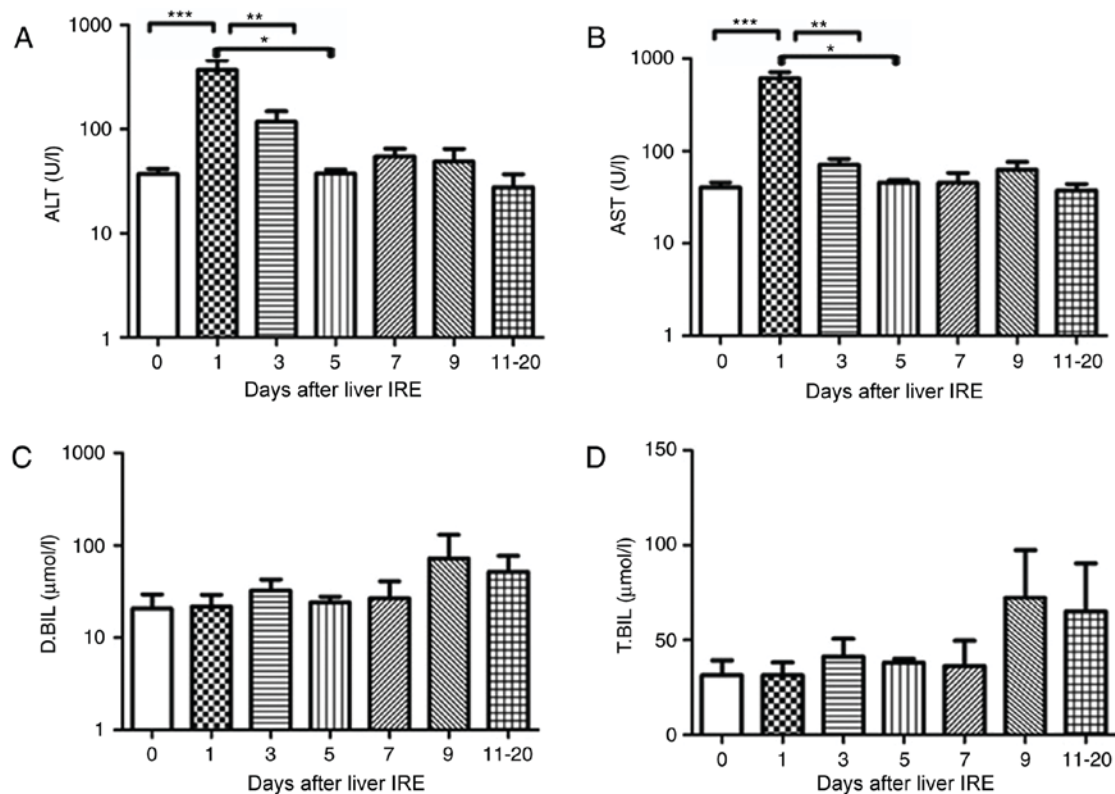 A
*** **
*
1000
100
10
1
ALT (U/l)
0 1 3 5 7 9 11-20
Days after liver IRE
B
*** **
*
1000
100
10
1
AST (U/l)
0 1 3 5 7 9 11-20
Days after liver IRE
C
1000
100
10
1
D.BIL (μmol/l)
0 1 3 5 7 9 11-20
Days after liver IRE
D
150
100
50
0
T.BIL (μmol/l)
0 1 3 5 7 9 11-20
Days after liver IRE